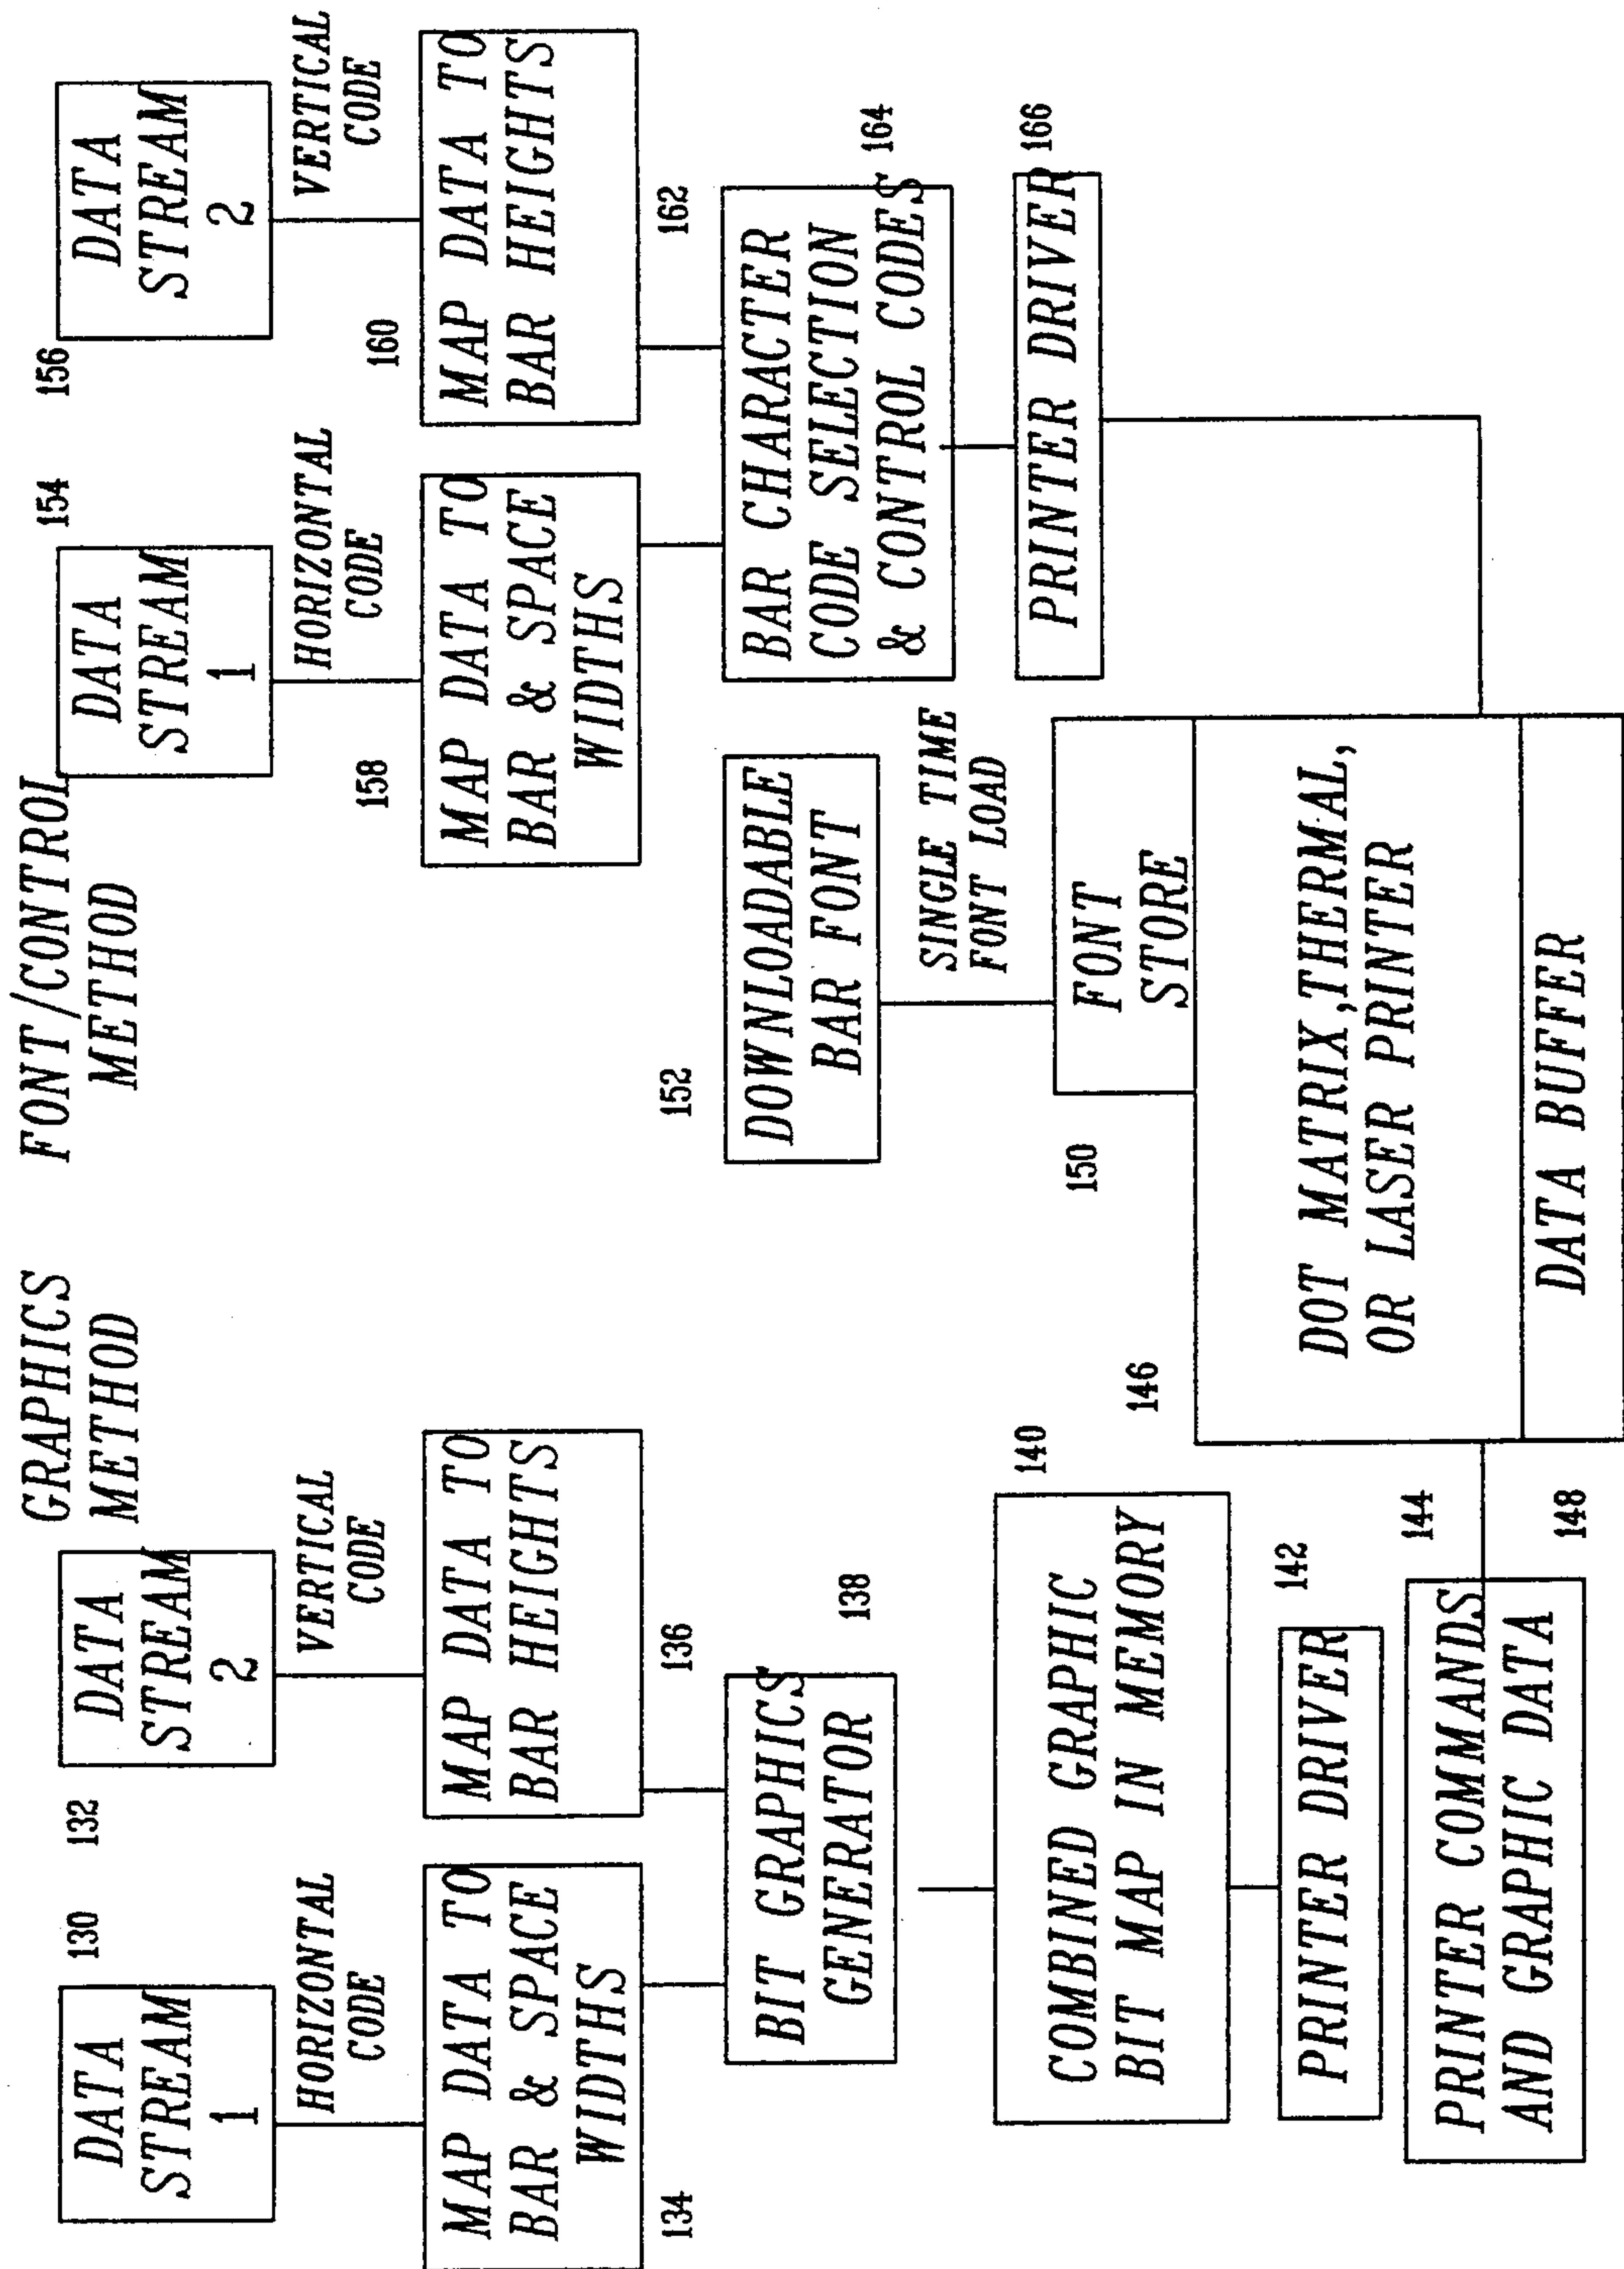 GRAPHICS
METHOD
130
DATA
STREAM
1
HORIZONTAL
CODE
132
DATA
STREAM
2
VERTICAL
CODE
MAP DATA TO
BAR & SPACE
WIDTHS
134
MAP DATA TO
BAR HEIGHTS
136
BIT GRAPHICS
GENERATOR
138
COMBINED GRAPHIC
BIT MAP IN MEMORY
140
PRINTER DRIVER
142
PRINTER COMMANDS
AND GRAPHIC DATA
144
148
FONT/CONTROL
METHOD
DATA
STREAM
1
154
HORIZONTAL
CODE
156
DATA
STREAM
2
VERTICAL
CODE
158
MAP DATA TO
BAR & SPACE
WIDTHS
160
MAP DATA TO
BAR HEIGHTS
162
152
DOWNLOADABLE
BAR FONT
SINGLE TIME
FONT LOAD
BAR CHARACTER
CODE SELECTION
& CONTROL CODES
164
PRINTER DRIVER
166
150
FONT
STORE
146
DOT MATRIX,THERMAL,
OR LASER PRINTER
DATA BUFFER